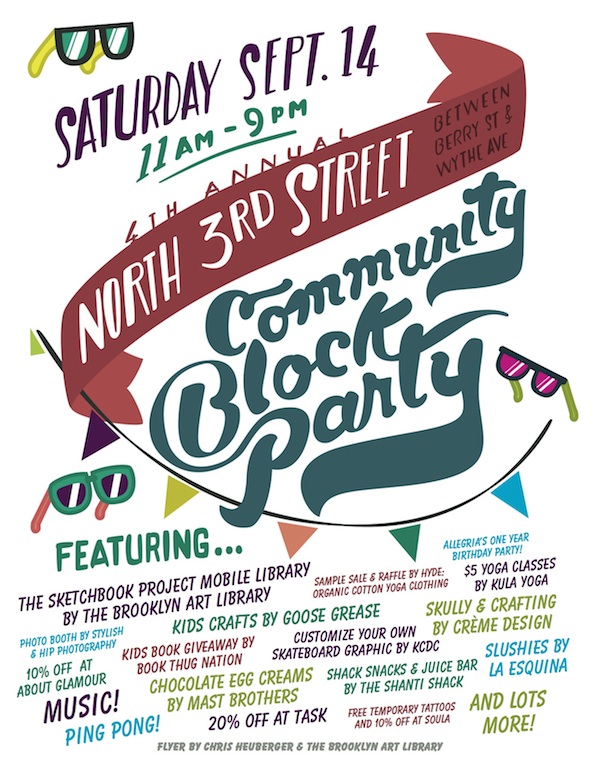 SATURDAY SEPT. 14
11 AM - 9 PM
4TH ANNUAL
NORTH 3RD STREET
BETWEEN
BERRY ST &
WYTHE AVE
Community
Block
Party
FEATURING...
THE SKETCHBOOK PROJECT MOBILE LIBRARY
BY THE BROOKLYN ART LIBRARY
SAMPLE SALE & RAFFLE BY HYDE:
ORGANIC COTTON YOGA CLOTHING
ALLEGRIA'S ONE YEAR
BIRTHDAY PARTY!
$5 YOGA CLASSES
BY KULA YOGA
KIDS CRAFTS BY GOOSE GREASE
SKULLY & CRAFTING
BY CRÈME DESIGN
PHOTO BOOTH BY STYLISH
& HIP PHOTOGRAPHY
KIDS BOOK GIVEAWAY BY
BOOK THUG NATION
CUSTOMIZE YOUR OWN
SKATEBOARD GRAPHIC BY KCDC
SLUSHIES BY
LA ESQUINA
10% OFF AT
ABOUT GLAMOUR
CHOCOLATE EGG CREAMS
BY MAST BROTHERS
SHACK SNACKS & JUICE BAR
BY THE SHANTI SHACK
MUSIC!
PING PONG!
20% OFF AT TASK
FREE TEMPORARY TATTOOS
AND 10% OFF AT SOULA
AND LOTS
MORE!
FLYER BY CHRIS HEUBERGER & THE BROOKLYN ART LIBRARY